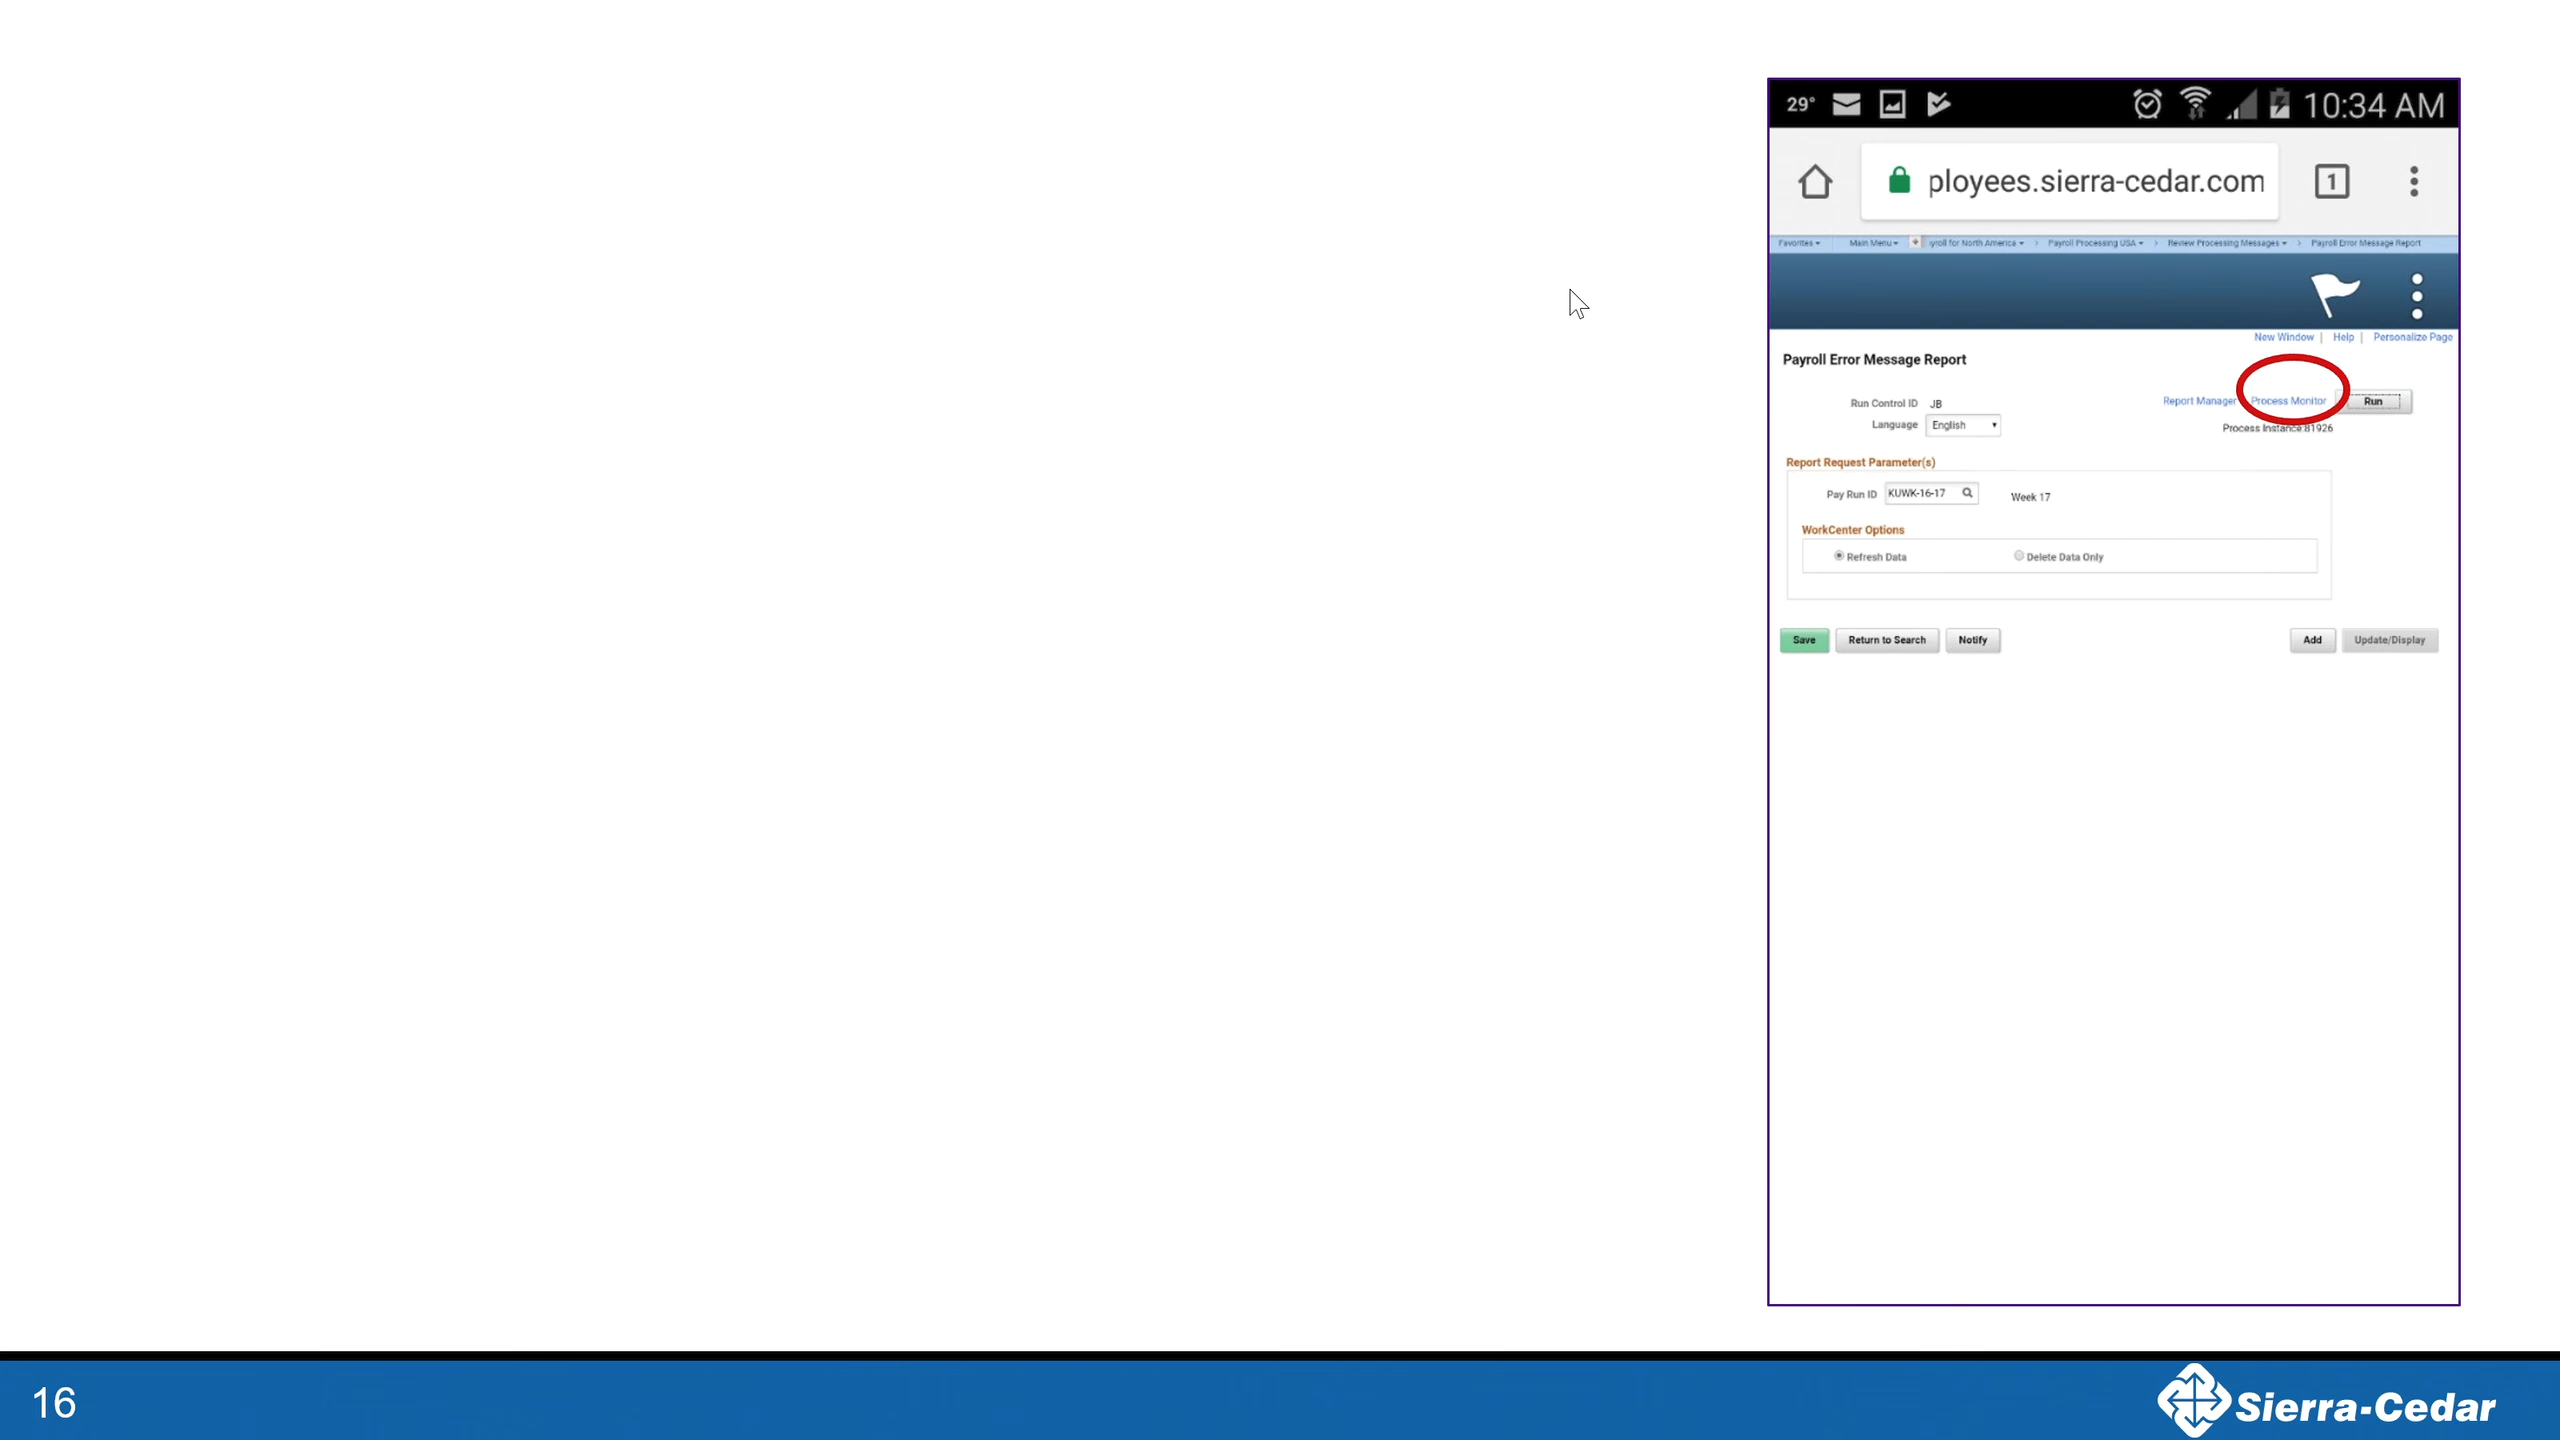 29° 10:34 AM
ployees.sierra-cedar.com 1
Favorites Main Menu yroll for North America > Payroll Processing USA > Review Processing Messages > Payroll Error Message Report
New Window | Help | Personalize Page
Payroll Error Message Report
Run Control ID JB Report Manager Process Monitor Run
Language English Process Instance:81926
Report Request Parameter(s)
Pay Run ID KUWK-16-17 Week 17
WorkCenter Options
Refresh Data Delete Data Only
Save Return to Search Notify Add Update/Display
16 Sierra-Cedar